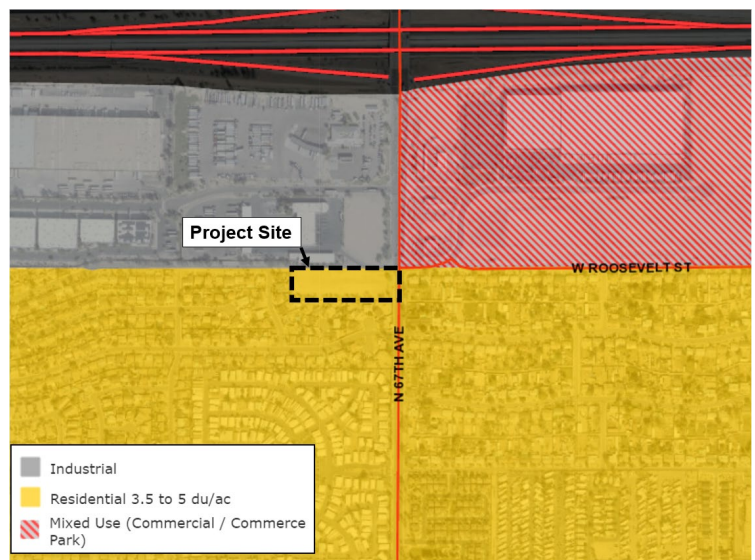 Project Site
W ROOSEVELT ST
N 67TH AVE
Industrial
Residential 3.5 to 5 du/ac
Mixed Use (Commercial / Commerce
Park)